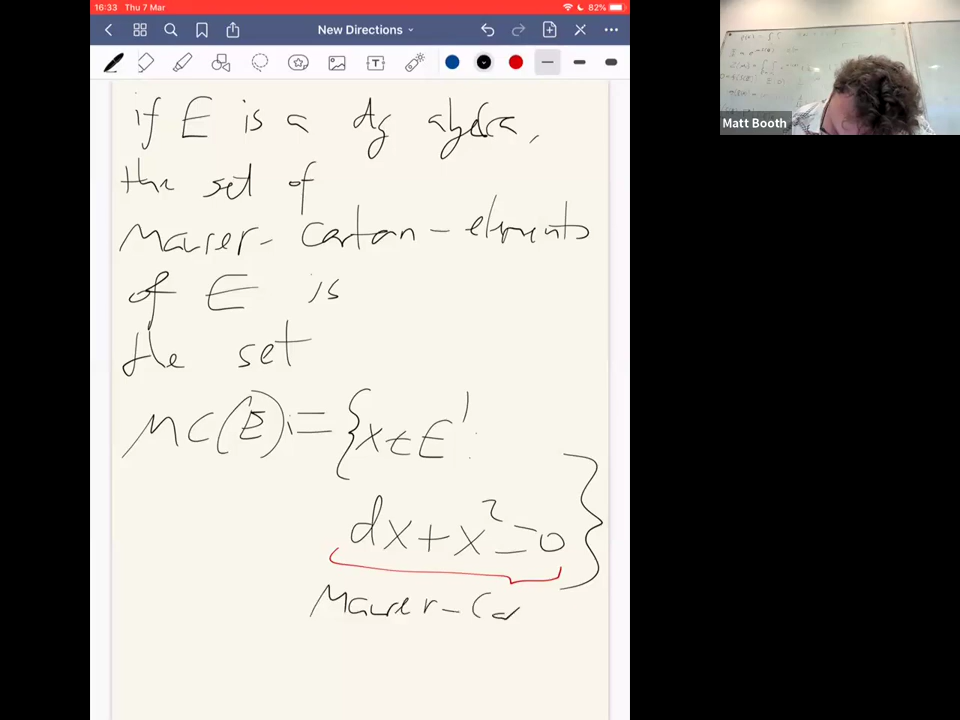 16:33 Thu 7 Mar
82%
New Directions
if E is a dg algebra,
the set of
Maurer-Cartan-elements
of E is
the set
MC(E):= {x∈E¹:
dx+x²=0}
Maurer-Ca
Matt Booth